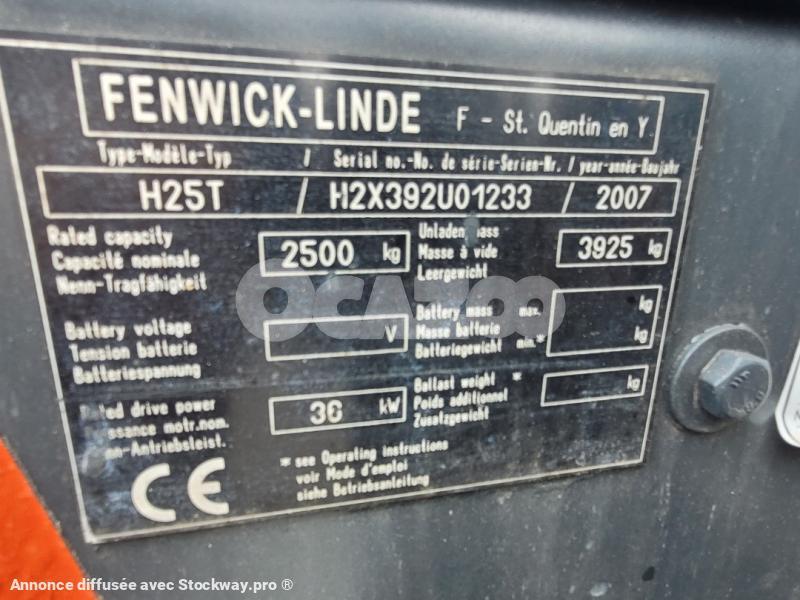 FENWICK-LINDE F - St. Quentin en Y
Type-Modèle-Typ / Serial no.-No. de série-Serien-Nr. / year-année-Baujahr
H25T / H2X392U01233 / 2007
Rated capacity
Capacité nominale
Nenn-Tragfähigkeit
2500 kg
Unladen mass
Masse à vide
Leergewicht
3925 kg
Battery voltage
Tension batterie
Batteriespannung
V
Battery mass max.
Masse batterie
Batteriegewicht min.*
kg
kg
drive power
motr.nom.
-Antriebsleist.
36 kW
Ballast weight *
Poids additionnel
Zusatzgewicht
kg
* see Operating instructions
voir Mode d'emploi
siehe Betriebsanleitung
CE
OCAZOO
Annonce diffusée avec Stockway.pro ®